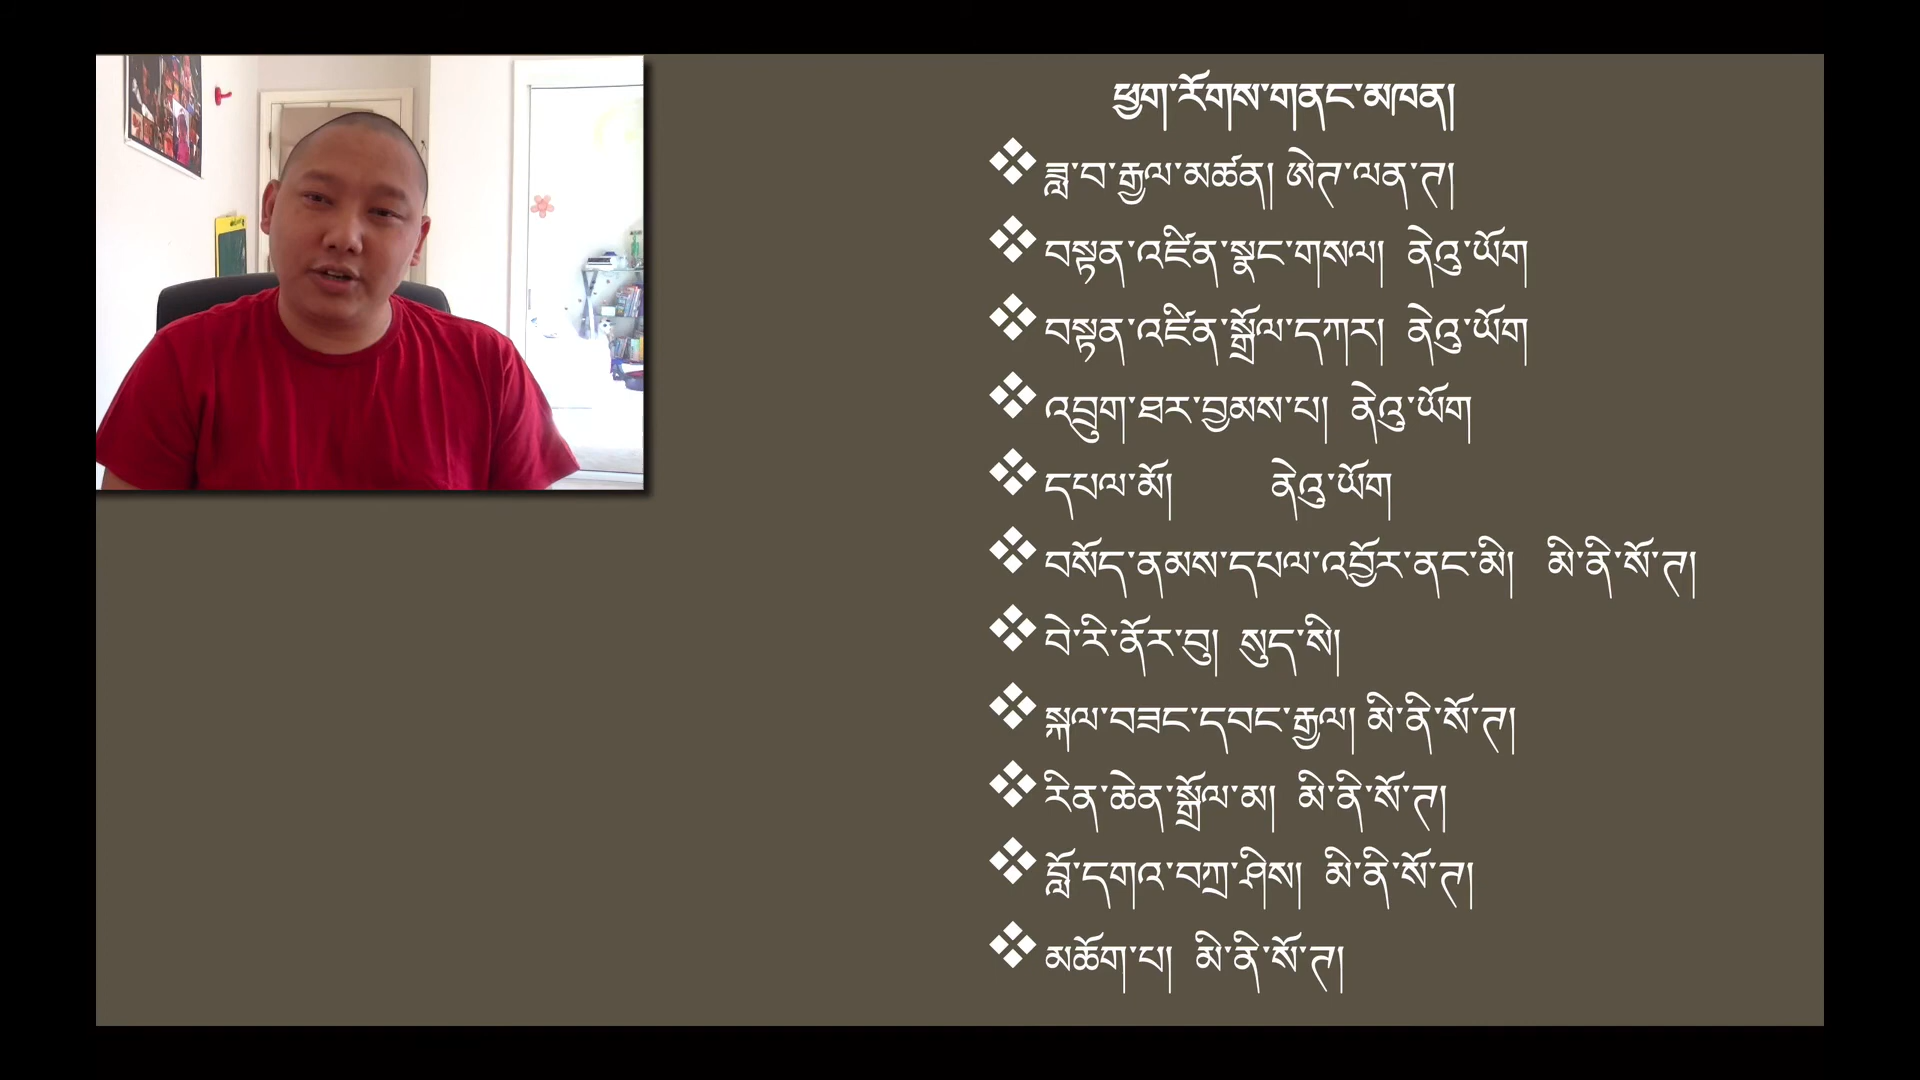 ཕྱག་རོགས་གནང་མཁན།
❖ ཟླ་བ་རྒྱལ་མཚན། ཨེཊ་ལན་ཊ།
❖ བསྟན་འཛིན་སྣང་གསལ། ནེའུ་ཡོག
❖ བསྟན་འཛིན་སྒྲོལ་དཀར། ནེའུ་ཡོག
❖ འབྲུག་ཐར་བྱམས་པ། ནེའུ་ཡོག
❖ དཔལ་མོ། ནེའུ་ཡོག
❖ བསོད་ནམས་དཔལ་འབྱོར་ནང་མི། མི་ནི་སོ་ཊ།
❖ བེ་རི་ནོར་བུ། སུད་སི།
❖ སྐལ་བཟང་དབང་རྒྱལ། མི་ནི་སོ་ཊ།
❖ རིན་ཆེན་སྒྲོལ་མ། མི་ནི་སོ་ཊ།
❖ བློ་དགའ་བཀྲ་ཤིས། མི་ནི་སོ་ཊ།
❖ མཆོག་པ། མི་ནི་སོ་ཊ།